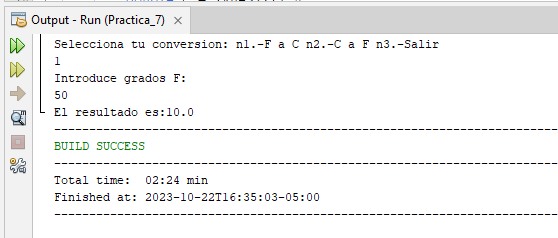 Output - Run (Practica_7) ×
Selecciona tu conversion: n1.-F a C n2.-C a F n3.-Salir
1
Introduce grados F:
50
El resultado es:10.0
------------------------------------------------------------------------
BUILD SUCCESS
------------------------------------------------------------------------
Total time:  02:24 min
Finished at: 2023-10-22T16:35:03-05:00
------------------------------------------------------------------------